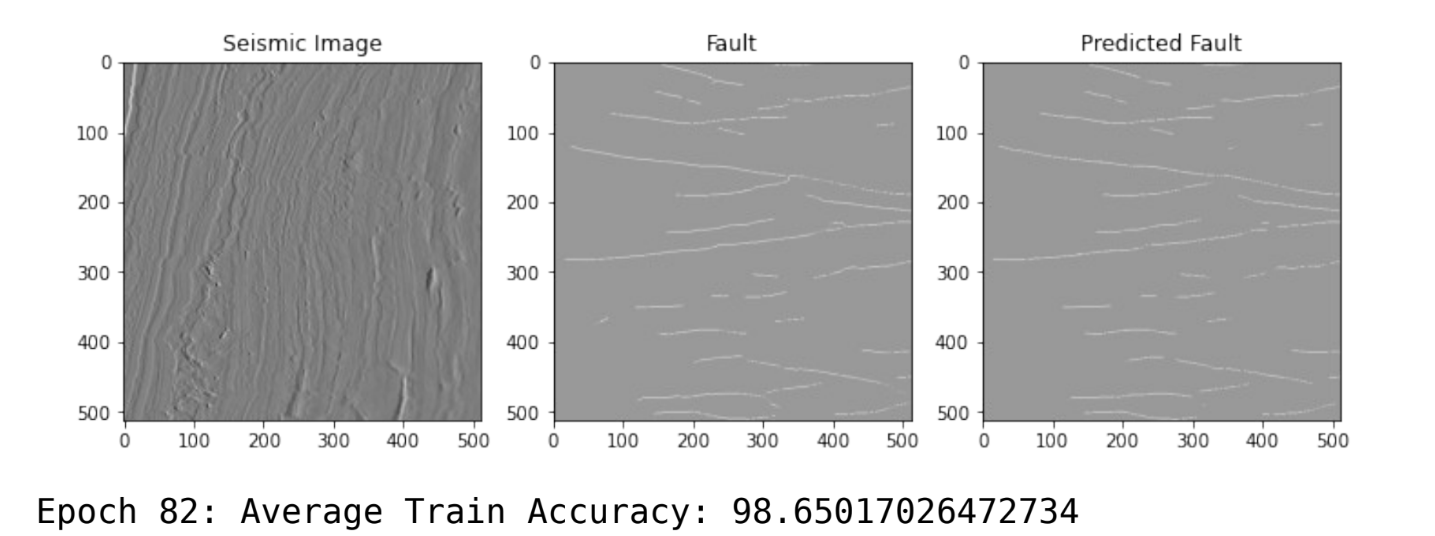 Seismic Image Fault Predicted Fault
0 0 0
100 100 100
200 200 200
300 300 300
400 400 400
500 500 500
0 100 200 300 400 500 0 100 200 300 400 500 0 100 200 300 400 500
Epoch 82: Average Train Accuracy: 98.65017026472734